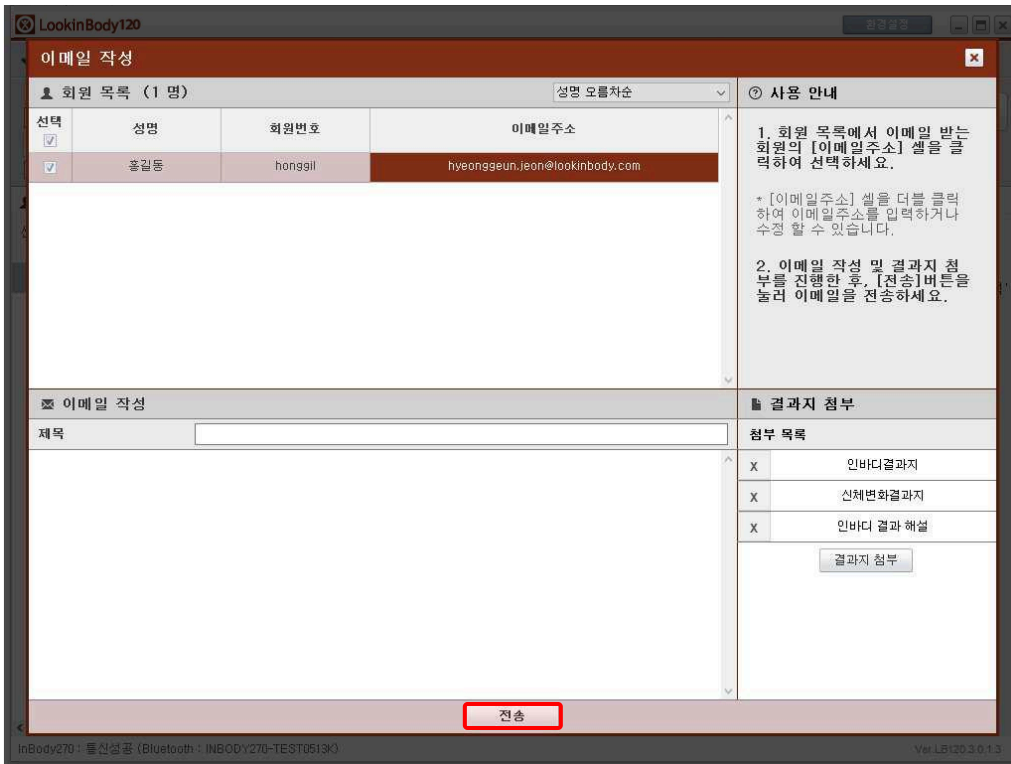 LookinBody120
환경설정
이메일 작성
회원 목록 (1 명)
성명 오름차순
선택
성명
회원번호
이메일주소
홍길동
honggil
hyeonggeun.jeon@lookinbody.com
사용 안내
1. 회원 목록에서 이메일 받는
회원의 [이메일주소] 셀을 클
릭하여 선택하세요.
* [이메일주소] 셀을 더블 클릭
하여 이메일주소를 입력하거나
수정 할 수 있습니다.
2. 이메일 작성 및 결과지 첨
부를 진행한 후, [전송]버튼을
눌러 이메일을 전송하세요.
이메일 작성
제목
결과지 첨부
첨부 목록
X 인바디결과지
X 신체변화결과지
X 인바디 결과 해설
결과지 첨부
전송
InBody270 : 통신성공 (Bluetooth : INBODY270-TEST0513K)
Ver.LB120.3.0.1.3